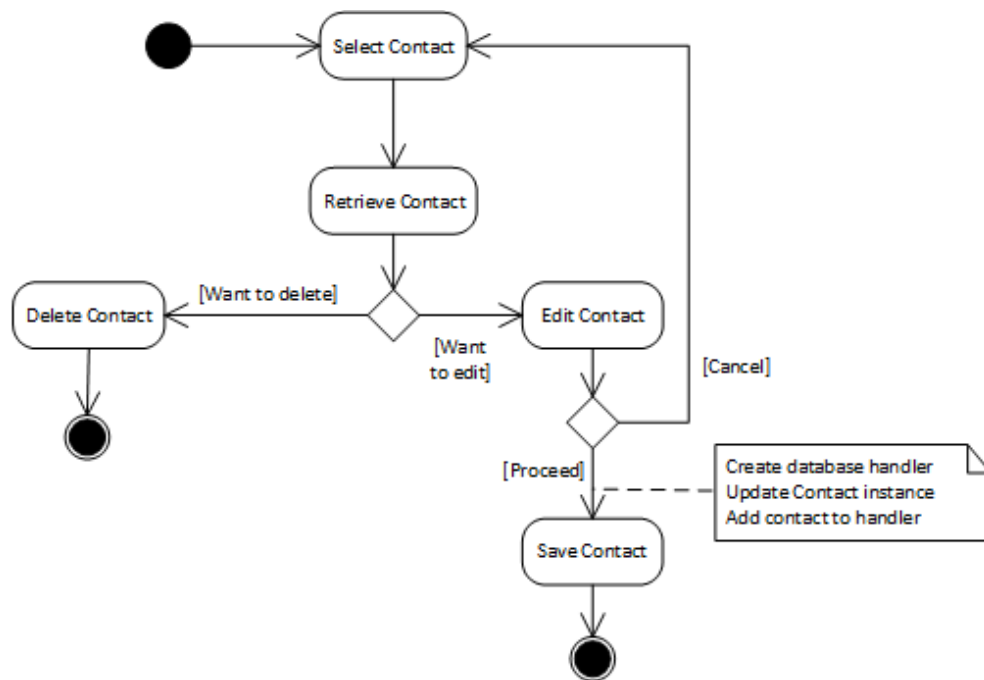 Select Contact
Retrieve Contact
[Want to delete]
Delete Contact
Edit Contact
[Want
to edit]
[Cancel]
[Proceed]
Create database handler
Update Contact instance
Add contact to handler
Save Contact